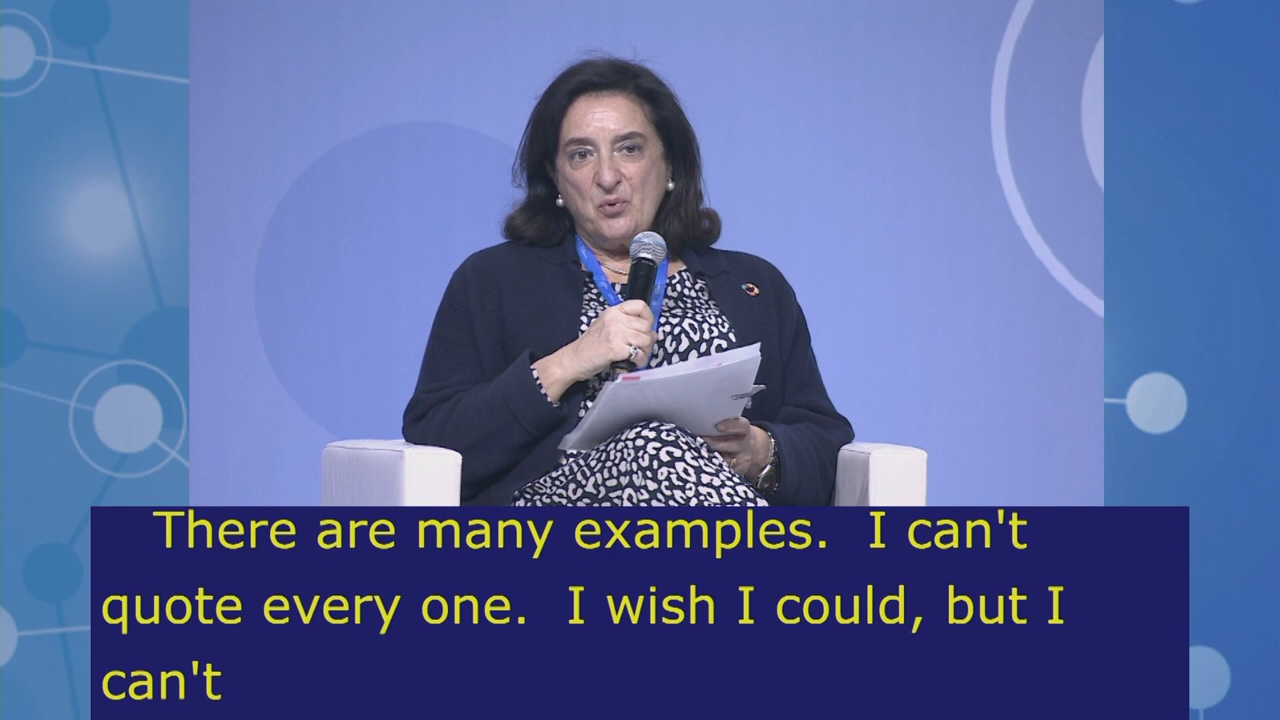 There are many examples.  I can't
quote every one.  I wish I could, but I
can't